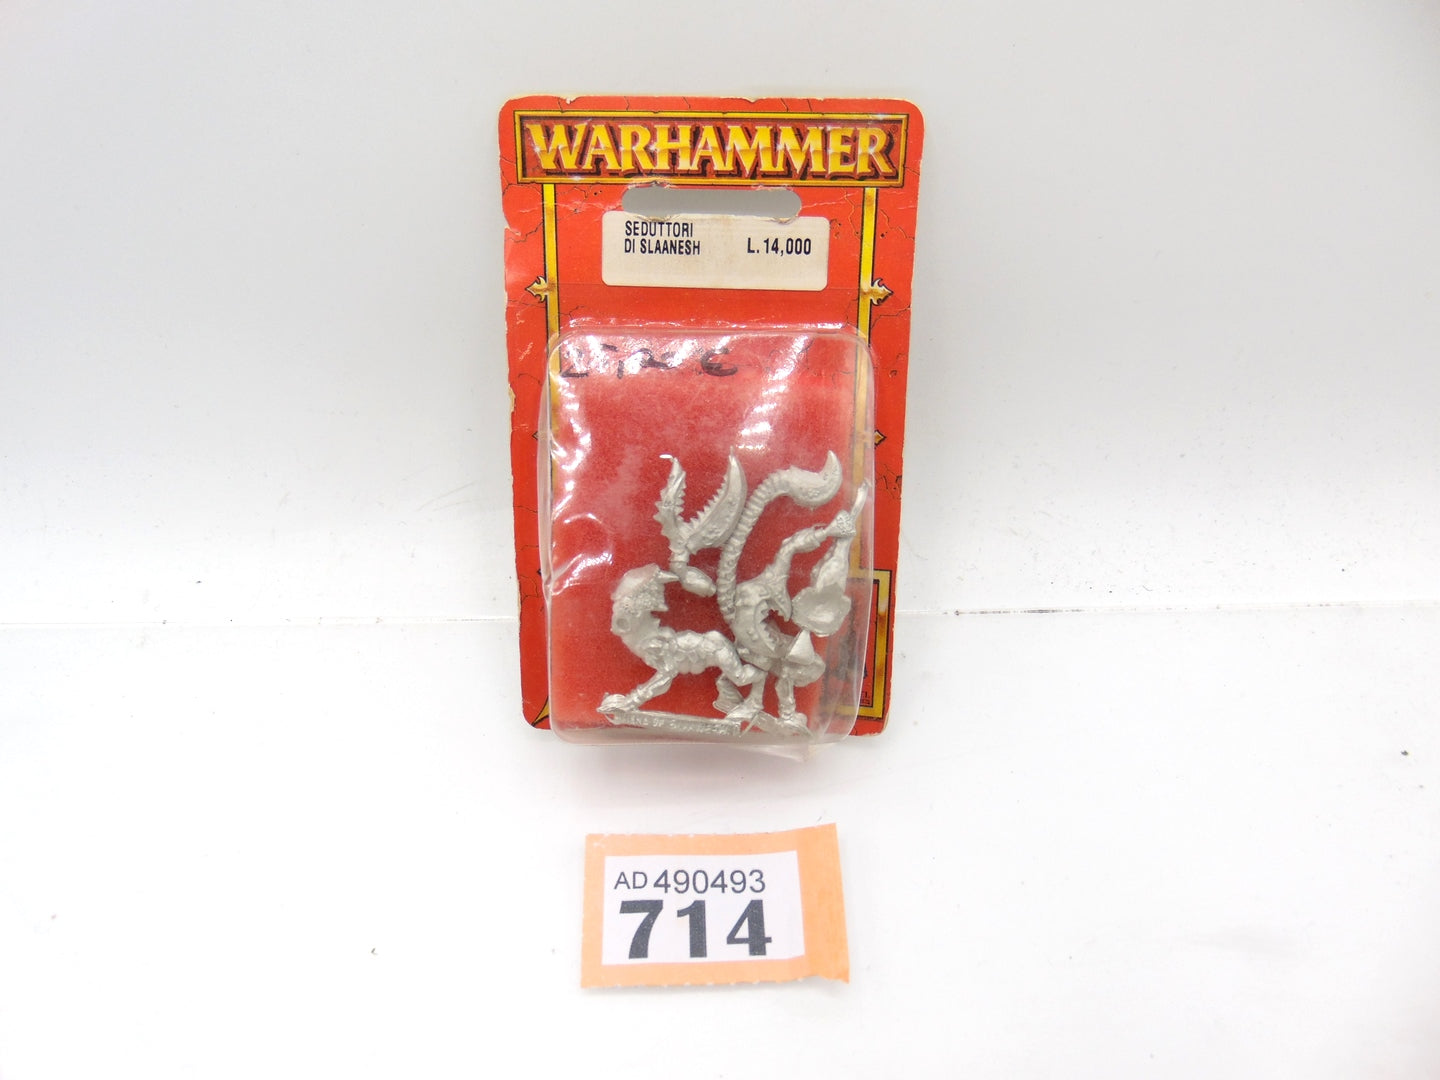 WARHAMMER
SEDUTTORI
DI SLAANESH L. 14,000
AD 490493
714